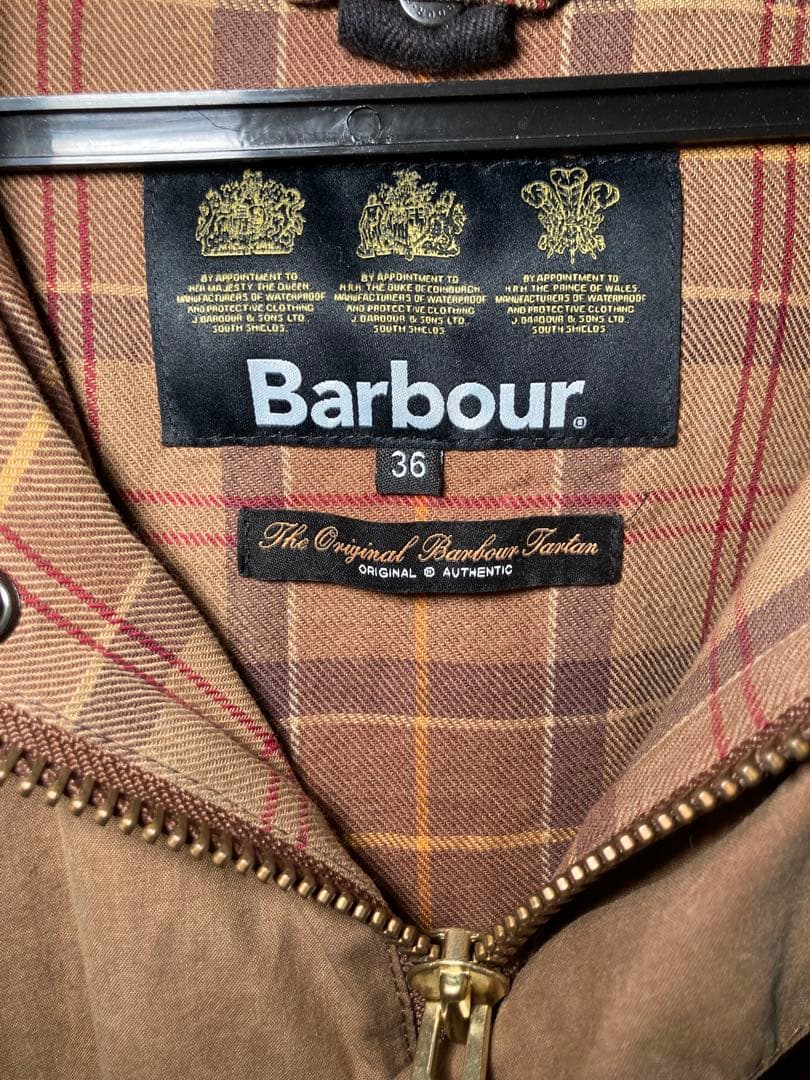 BY APPOINTMENT TO
HER MAJESTY THE QUEEN
MANUFACTURERS OF WATERPROOF
AND PROTECTIVE CLOTHING
J. BARBOUR & SONS LTD.
SOUTH SHIELDS
BY APPOINTMENT TO
H.R.H. THE DUKE OF EDINBURGH
MANUFACTURERS OF WATERPROOF
AND PROTECTIVE CLOTHING
J. BARBOUR & SONS LTD.
SOUTH SHIELDS
BY APPOINTMENT TO
H.R.H. THE PRINCE OF WALES
MANUFACTURERS OF WATERPROOF
AND PROTECTIVE CLOTHING
J. BARBOUR & SONS LTD.
SOUTH SHIELDS
Barbour®
36
The Original Barbour Tartan
ORIGINAL ® AUTHENTIC